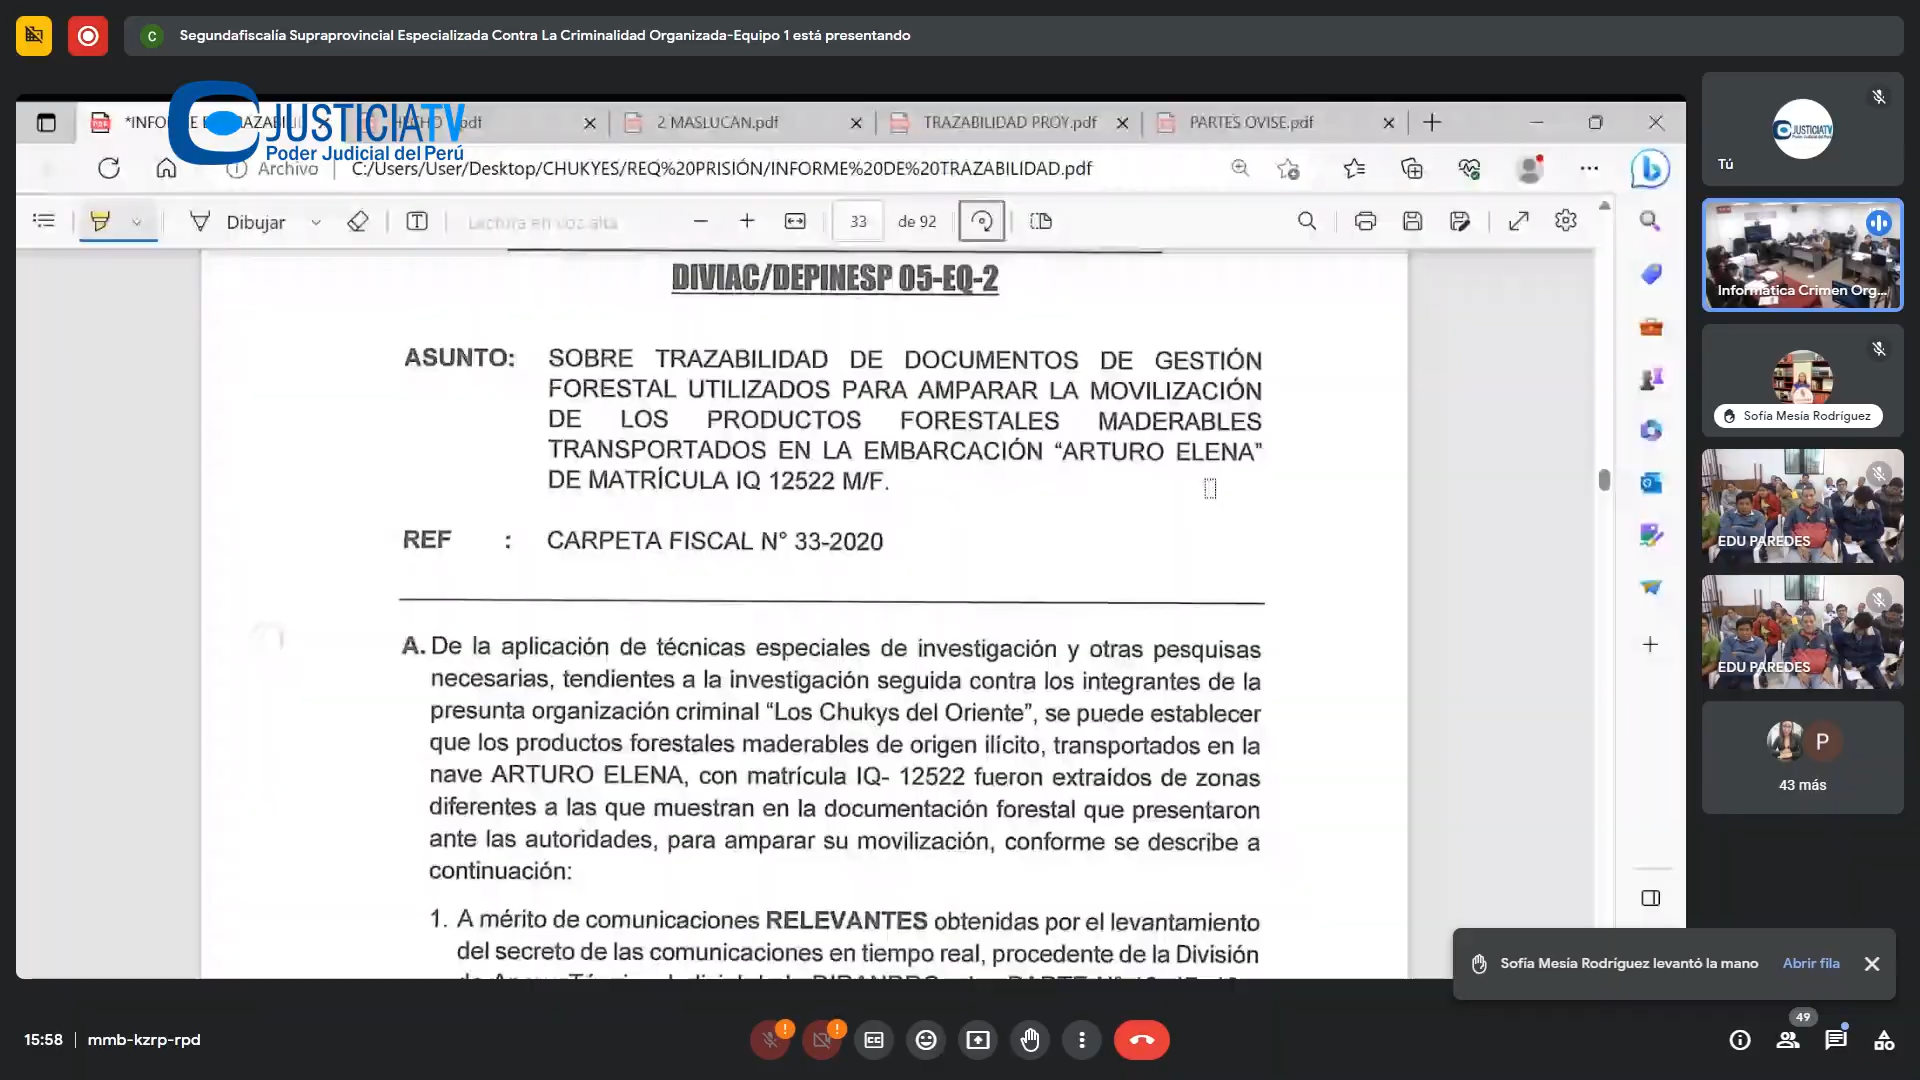 Segundafiscalía Supraprovincial Especializada Contra La Criminalidad Organizada-Equipo 1 está presentando
JUSTICIATV
Poder Judicial del Perú
2 MASLUCAN.pdf
TRAZABILIDAD PROY.pdf
PARTES OVISE.pdf
Archivo
C:/Users/User/Desktop/CHUKYES/REQ%20PRISIÓN/INFORME%20DE%20TRAZABILIDAD.pdf
Dibujar
Lectura en voz alta
33
de 92
DIVIAC/DEPINESP 05-EQ-2
ASUNTO: SOBRE TRAZABILIDAD DE DOCUMENTOS DE GESTIÓN
FORESTAL UTILIZADOS PARA AMPARAR LA MOVILIZACIÓN
DE LOS PRODUCTOS FORESTALES MADERABLES
TRANSPORTADOS EN LA EMBARCACIÓN “ARTURO ELENA”
DE MATRÍCULA IQ 12522 M/F.
REF : CARPETA FISCAL N° 33-2020
A. De la aplicación de técnicas especiales de investigación y otras pesquisas
necesarias, tendientes a la investigación seguida contra los integrantes de la
presunta organización criminal “Los Chukys del Oriente”, se puede establecer
que los productos forestales maderables de origen ilícito, transportados en la
nave ARTURO ELENA, con matrícula IQ- 12522 fueron extraídos de zonas
diferentes a las que muestran en la documentación forestal que presentaron
ante las autoridades, para amparar su movilización, conforme se describe a
continuación:
1. A mérito de comunicaciones RELEVANTES obtenidas por el levantamiento
del secreto de las comunicaciones en tiempo real, procedente de la División
JUSTICIATV
Tú
Informática Crimen Org...
Sofía Mesía Rodríguez
EDU PAREDES
EDU PAREDES
P
43 más
Sofía Mesía Rodríguez levantó la mano
Abrir fila
15:58
mmb-kzrp-rpd
49